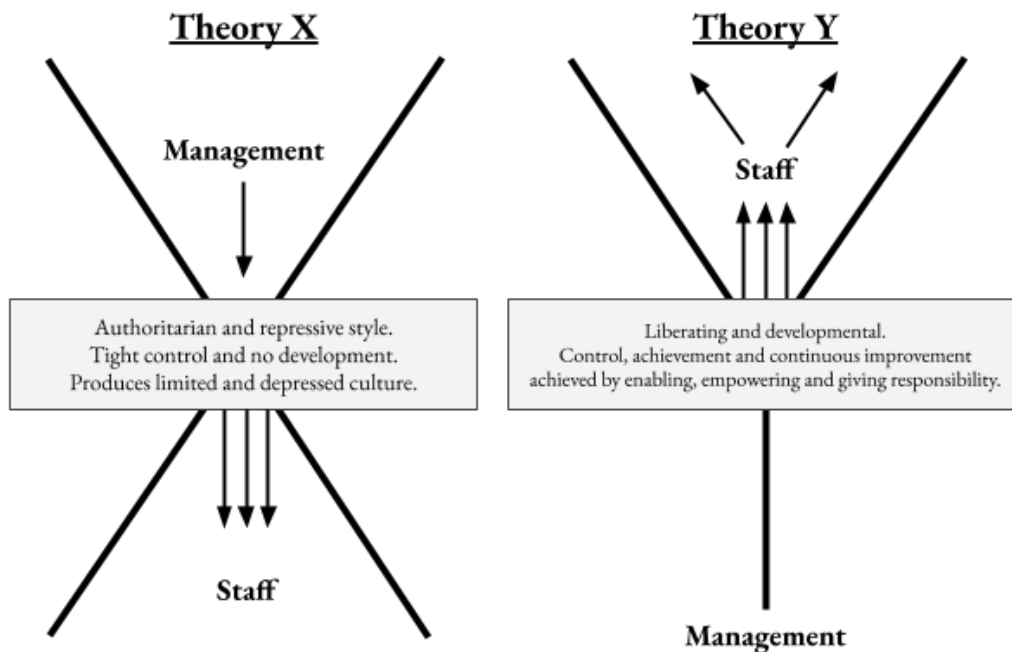 Theory X
Management
Authoritarian and repressive style.
Tight control and no development.
Produces limited and depressed culture.
Staff
Theory Y
Staff
Liberating and developmental.
Control, achievement and continuous improvement
achieved by enabling, empowering and giving responsibility.
Management